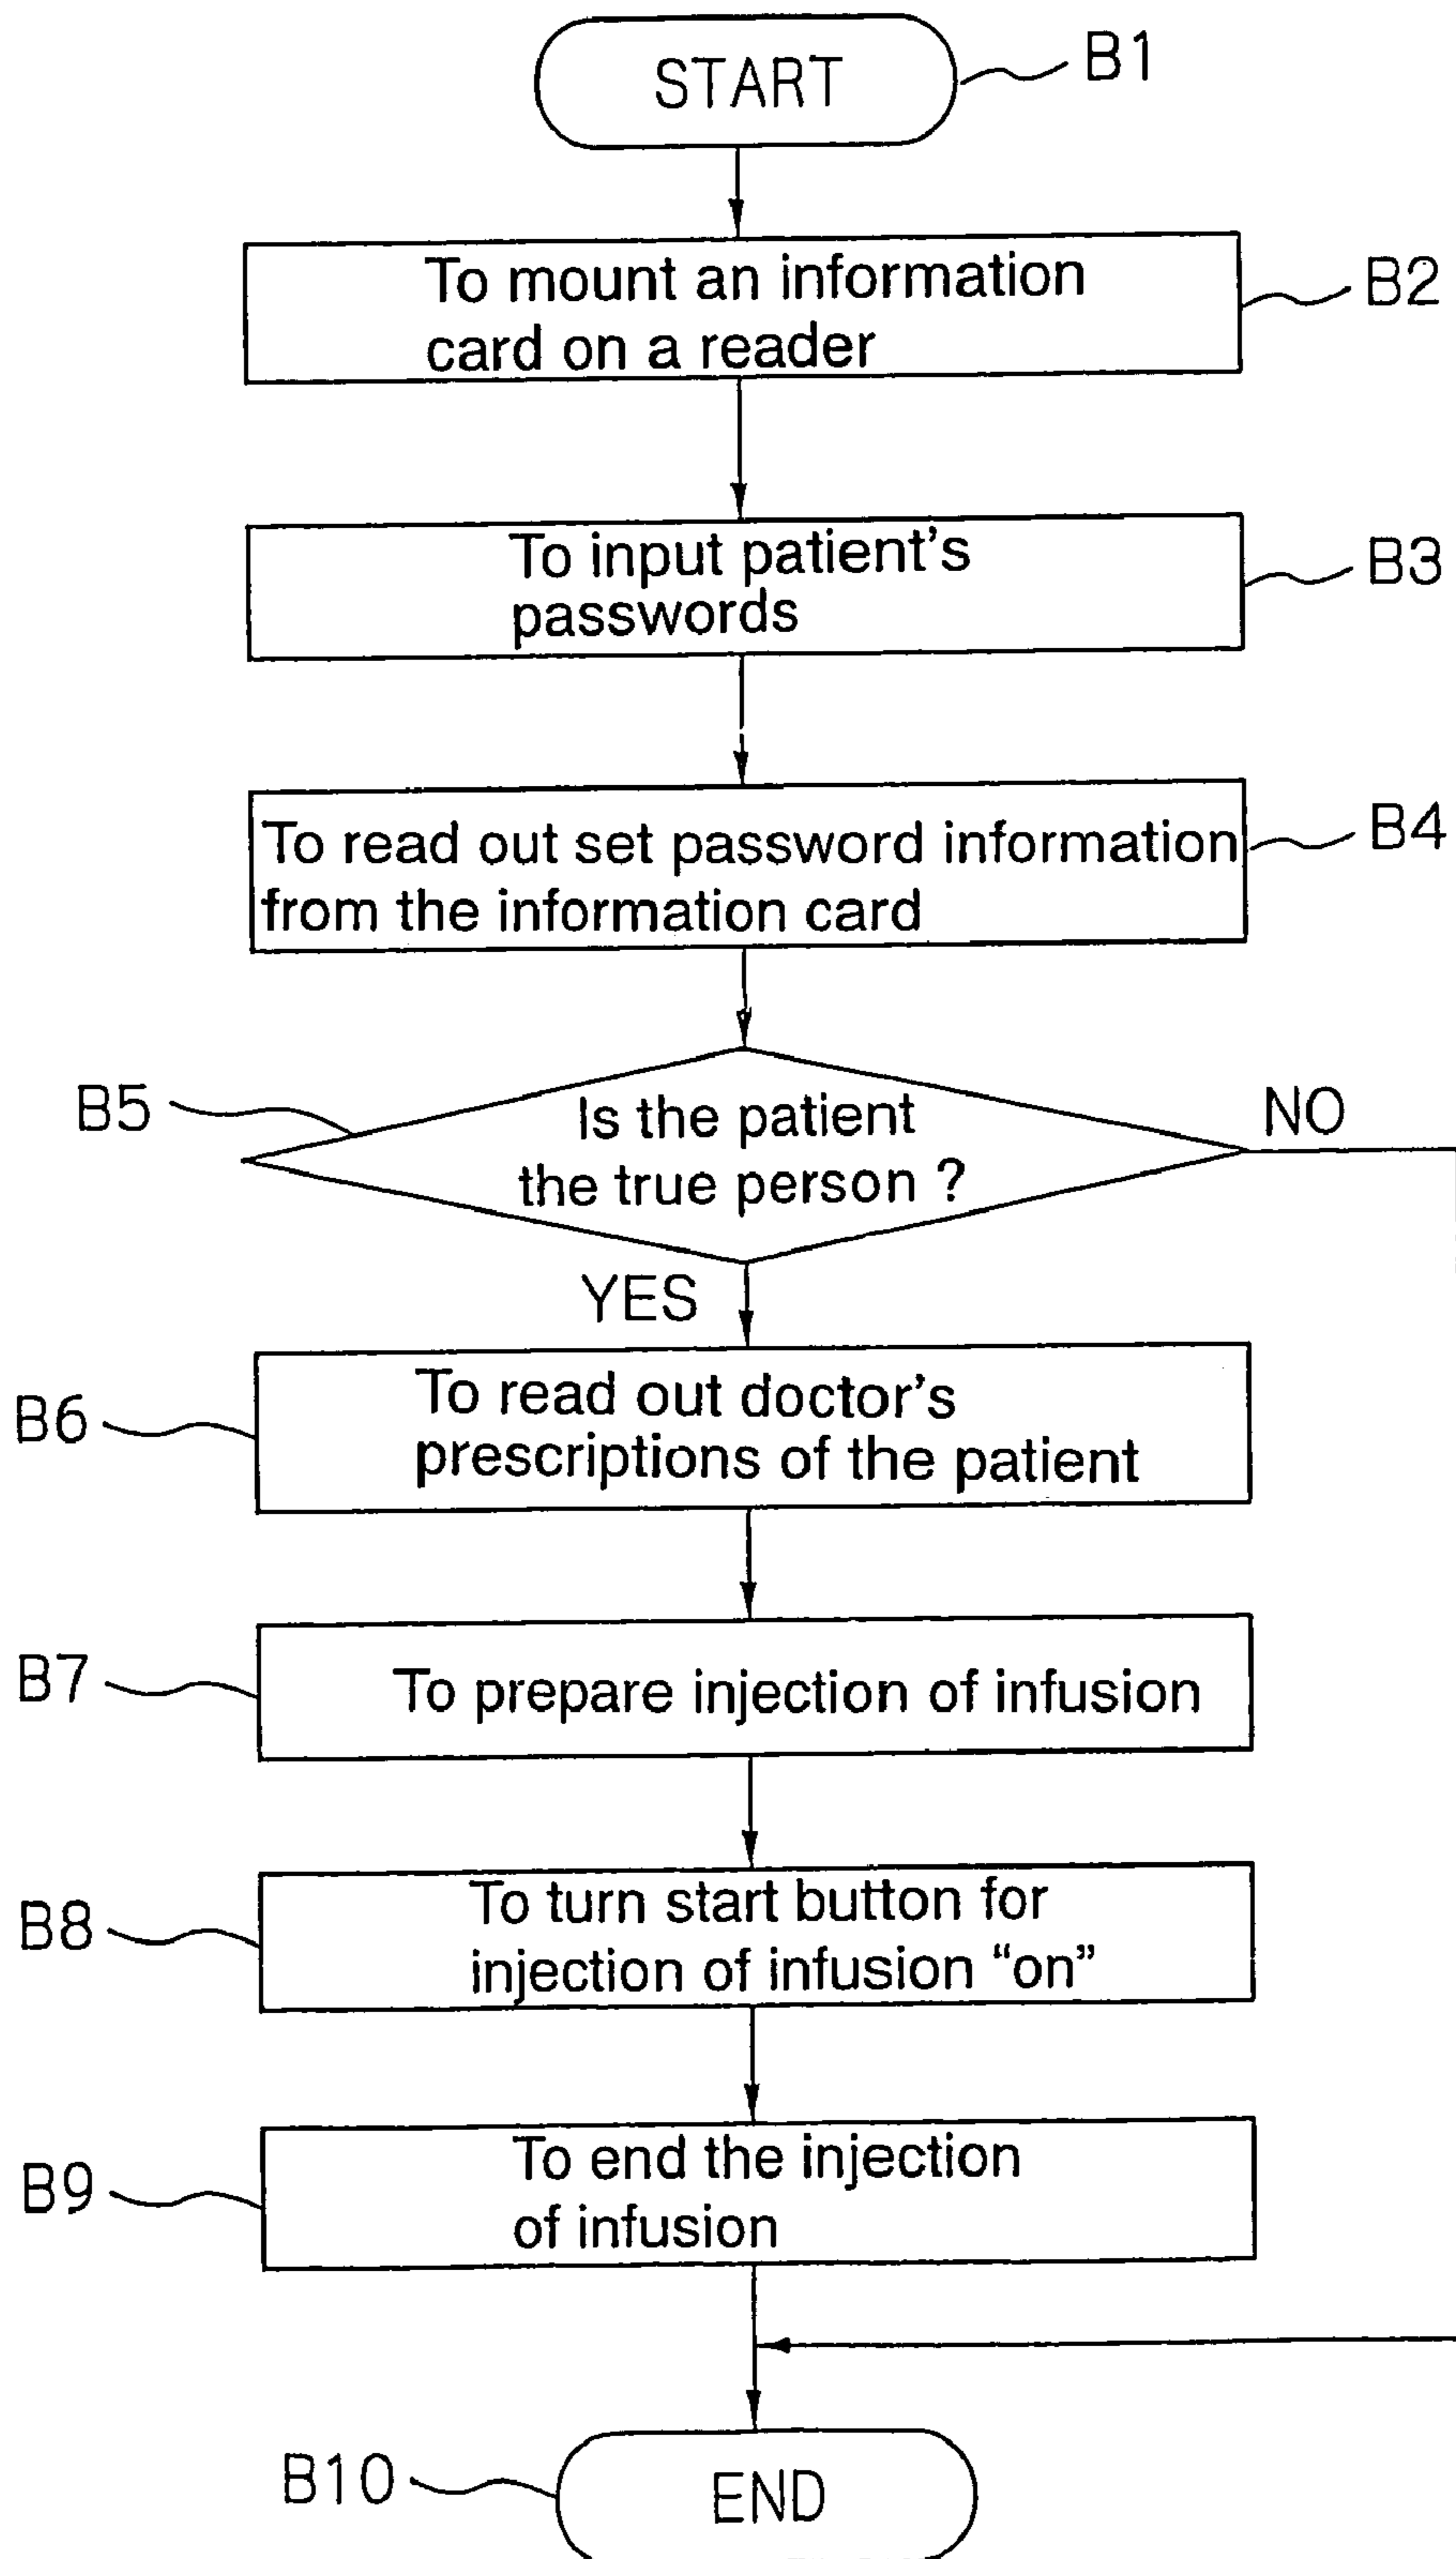 START
B1
To mount an information
card on a reader
B2
To input patient's
passwords
B3
To read out set password information
from the information card
B4
B5
Is the patient
the true person ?
NO
YES
B6
To read out doctor's
prescriptions of the patient
B7
To prepare injection of infusion
B8
To turn start button for
injection of infusion “on”
B9
To end the injection
of infusion
B10
END